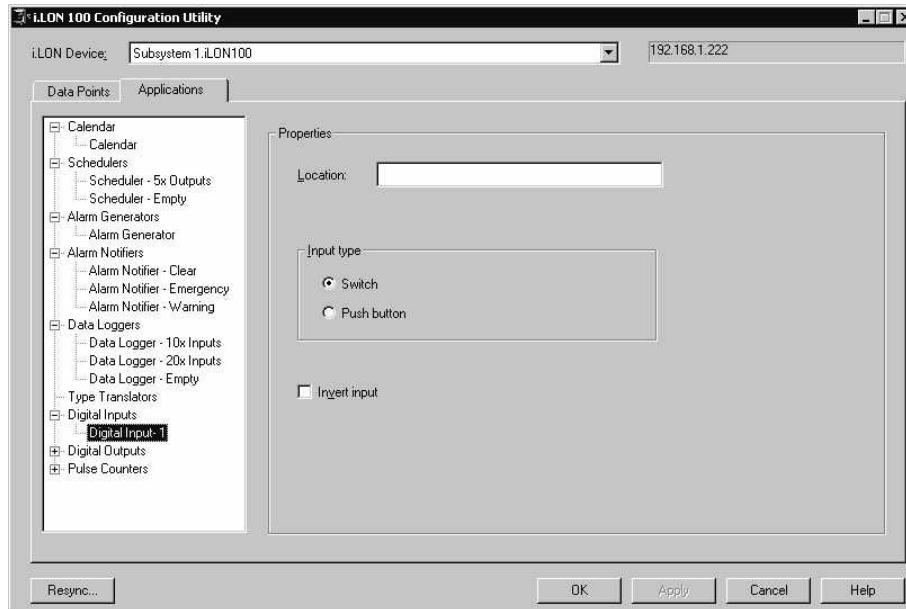 i.LON 100 Configuration Utility
i.LON Device:
Subsystem 1.iLON100
192.168.1.222
Data Points
Applications
Calendar
Calendar
Schedulers
Scheduler - 5x Outputs
Scheduler - Empty
Alarm Generators
Alarm Generator
Alarm Notifiers
Alarm Notifier - Clear
Alarm Notifier - Emergency
Alarm Notifier - Warning
Data Loggers
Data Logger - 10x Inputs
Data Logger - 20x Inputs
Data Logger - Empty
Type Translators
Digital Inputs
Digital Input- 1
Digital Outputs
Pulse Counters
Properties
Location:
Input type
Switch
Push button
Invert input
Resync...
OK
Apply
Cancel
Help